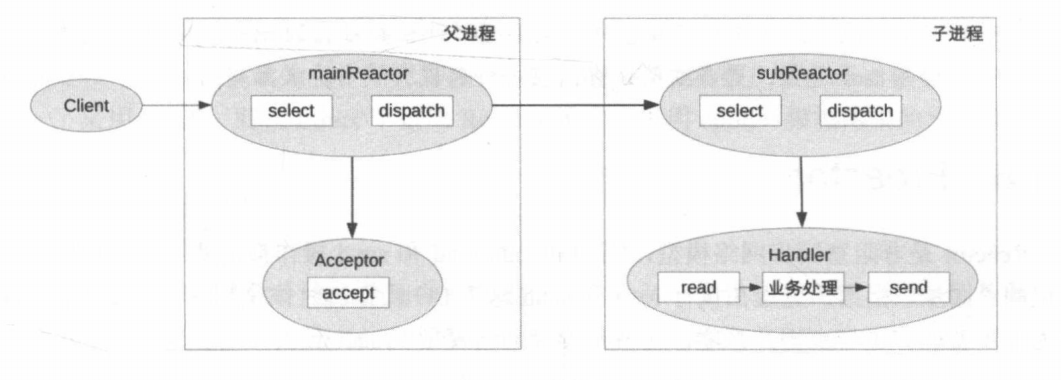 父进程
子进程
mainReactor
subReactor
Client
select
dispatch
select
dispatch
Acceptor
accept
Handler
read
业务处理
send